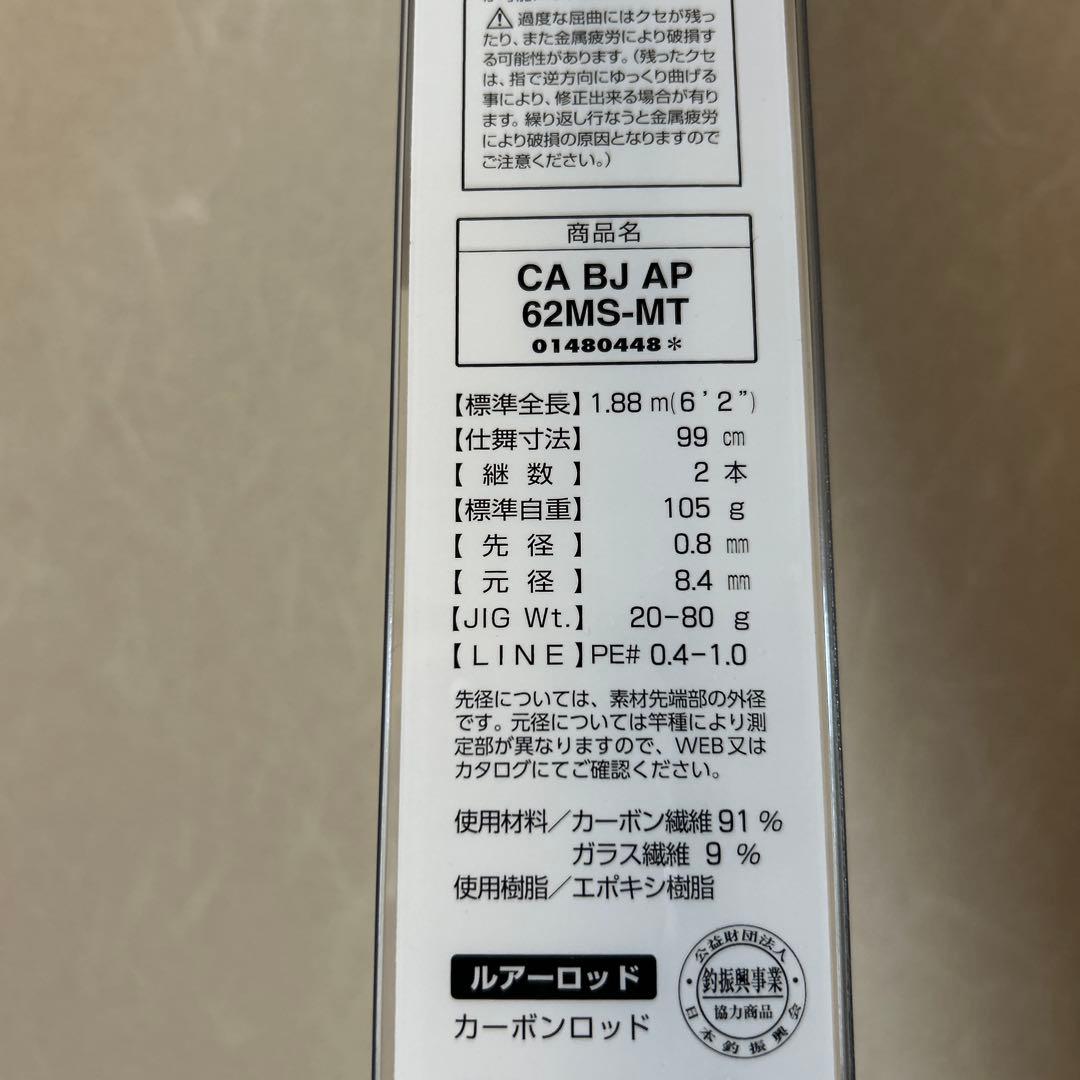 ⚠過度な屈曲にはクセが残っ
たり、また金属疲労により破損す
る可能性があります。(残ったクセ
は、指で逆方向にゆっくり曲げる
事により、修正出来る場合が有り
ます。繰り返し行なうと金属疲労
により破損の原因となりますので
ご注意ください。)
商品名
CA BJ AP
62MS-MT
01480448*
【標準全長】1.88 m(6'2")
【仕舞寸法】 99 cm
【継数】 2 本
【標準自重】 105 g
【先径】 0.8 mm
【元径】 8.4 mm
【JIG Wt.】 20-80 g
【LINE】PE# 0.4-1.0
先径については、素材先端部の外径
です。元径については竿種により測
定部が異なりますので、WEB又は
カタログにてご確認ください。
使用材料/カーボン繊維 91 %
ガラス繊維 9 %
使用樹脂/エポキシ樹脂
ルアーロッド
カーボンロッド
公益財団法人
釣振興事業
協力商品
日本釣振興会